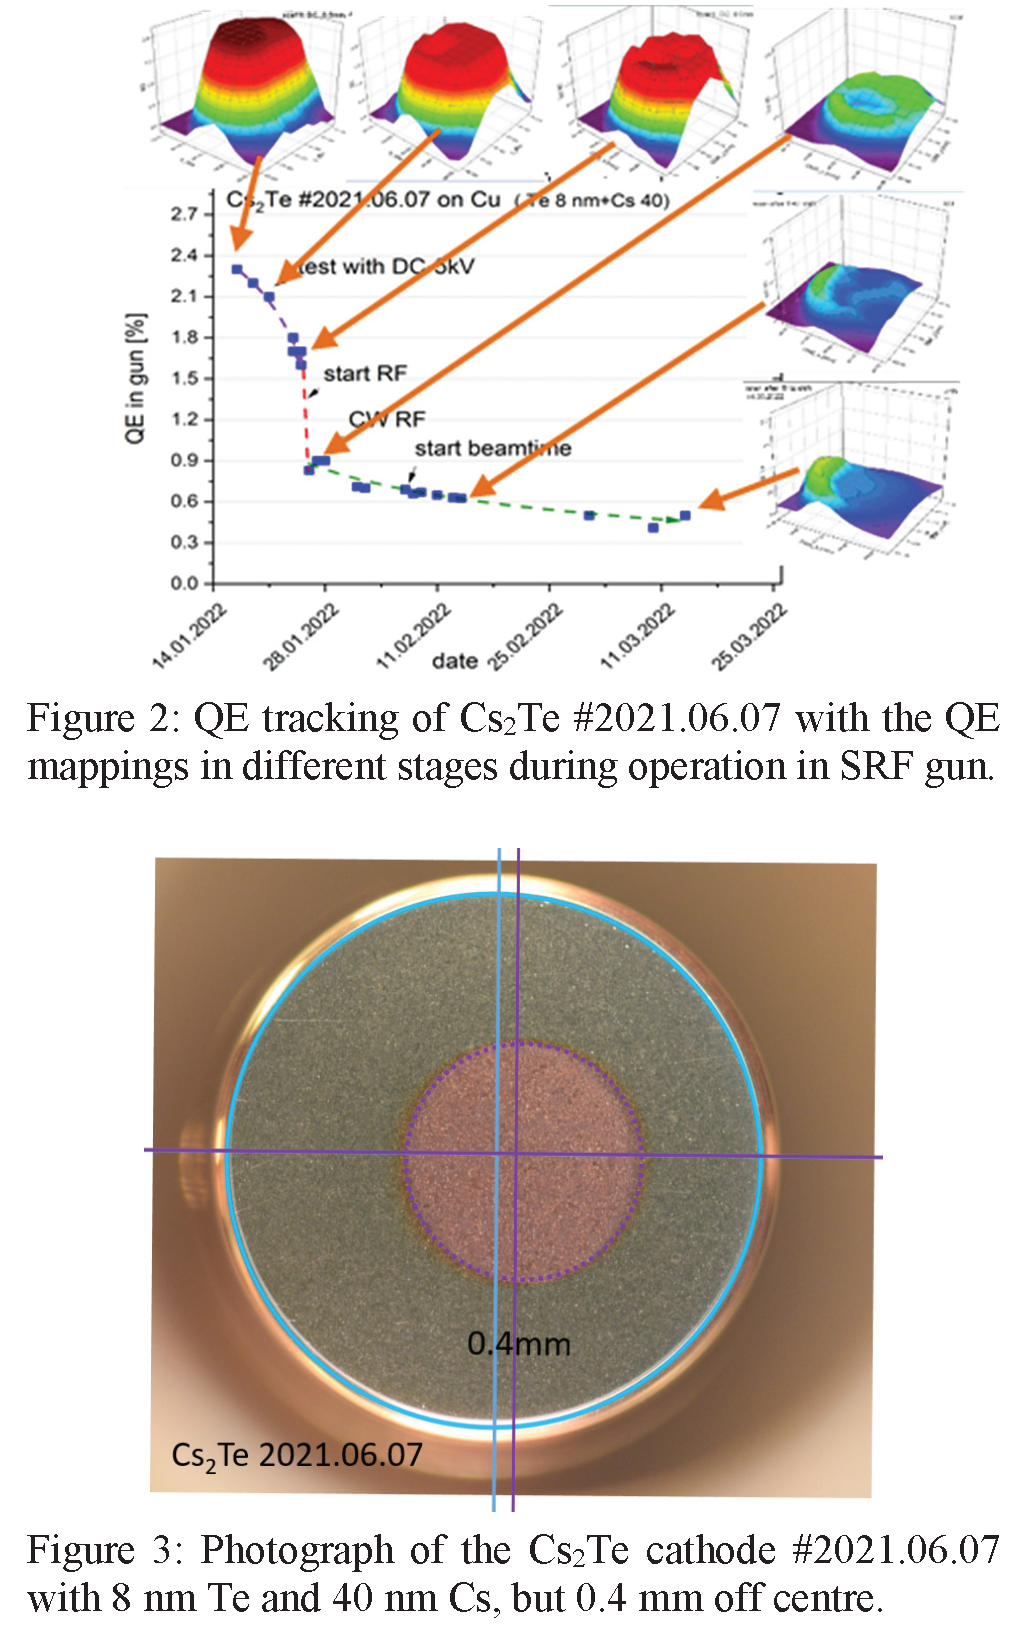 Cs2Te #2021.06.07 on Cu (Te 8 nm+Cs 40)
2.7
2.4
2.1
1.8
1.5
1.2
0.9
0.6
0.3
0.0
QE in gun [%]
test with DC 5kV
start RF
CW RF
start beamtime
14.01.2022
28.01.2022
11.02.2022
25.02.2022
11.03.2022
25.03.2022
date
Figure 2: QE tracking of Cs₂Te #2021.06.07 with the QE
mappings in different stages during operation in SRF gun.
0.4mm
Cs₂Te 2021.06.07
Figure 3: Photograph of the Cs₂Te cathode #2021.06.07
with 8 nm Te and 40 nm Cs, but 0.4 mm off centre.